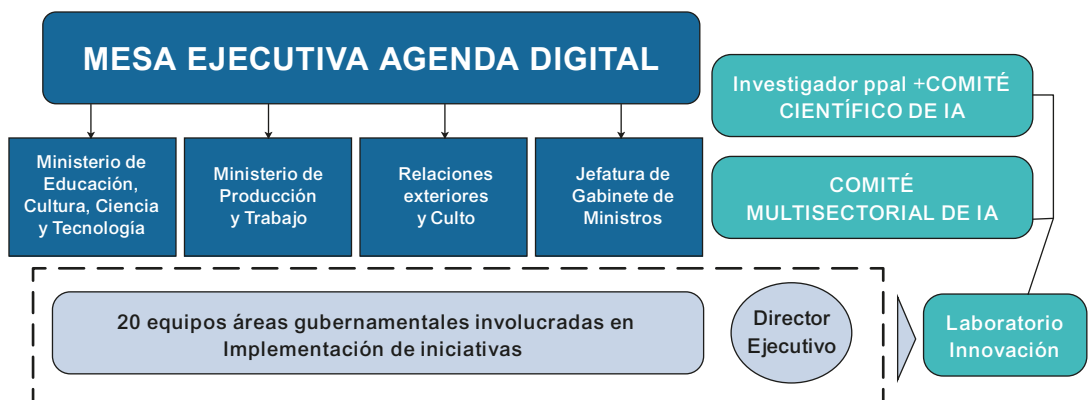 MESA EJECUTIVA AGENDA DIGITAL
Investigador ppal +COMITÉ
CIENTÍFICO DE IA
Ministerio de
Educación,
Cultura, Ciencia
y Tecnología
Ministerio de
Producción
y Trabajo
Relaciones
exteriores
y Culto
Jefatura de
Gabinete de
Ministros
COMITÉ
MULTISECTORIAL DE IA
20 equipos áreas gubernamentales involucradas en
Implementación de iniciativas
Director
Ejecutivo
Laboratorio
Innovación